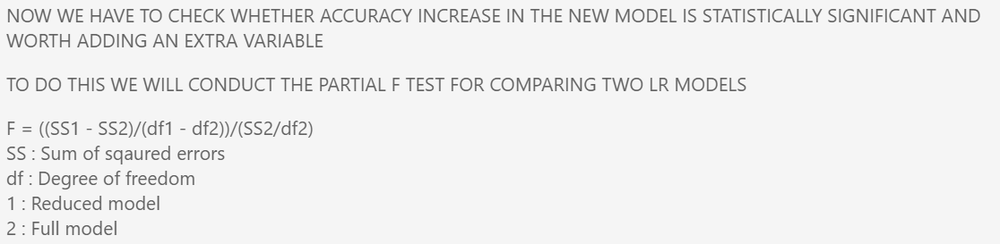 NOW WE HAVE TO CHECK WHETHER ACCURACY INCREASE IN THE NEW MODEL IS STATISTICALLY SIGNIFICANT AND
WORTH ADDING AN EXTRA VARIABLE
TO DO THIS WE WILL CONDUCT THE PARTIAL F TEST FOR COMPARING TWO LR MODELS
F = ((SS1 - SS2)/(df1 - df2))/(SS2/df2)
SS : Sum of sqaured errors
df : Degree of freedom
1 : Reduced model
2 : Full model